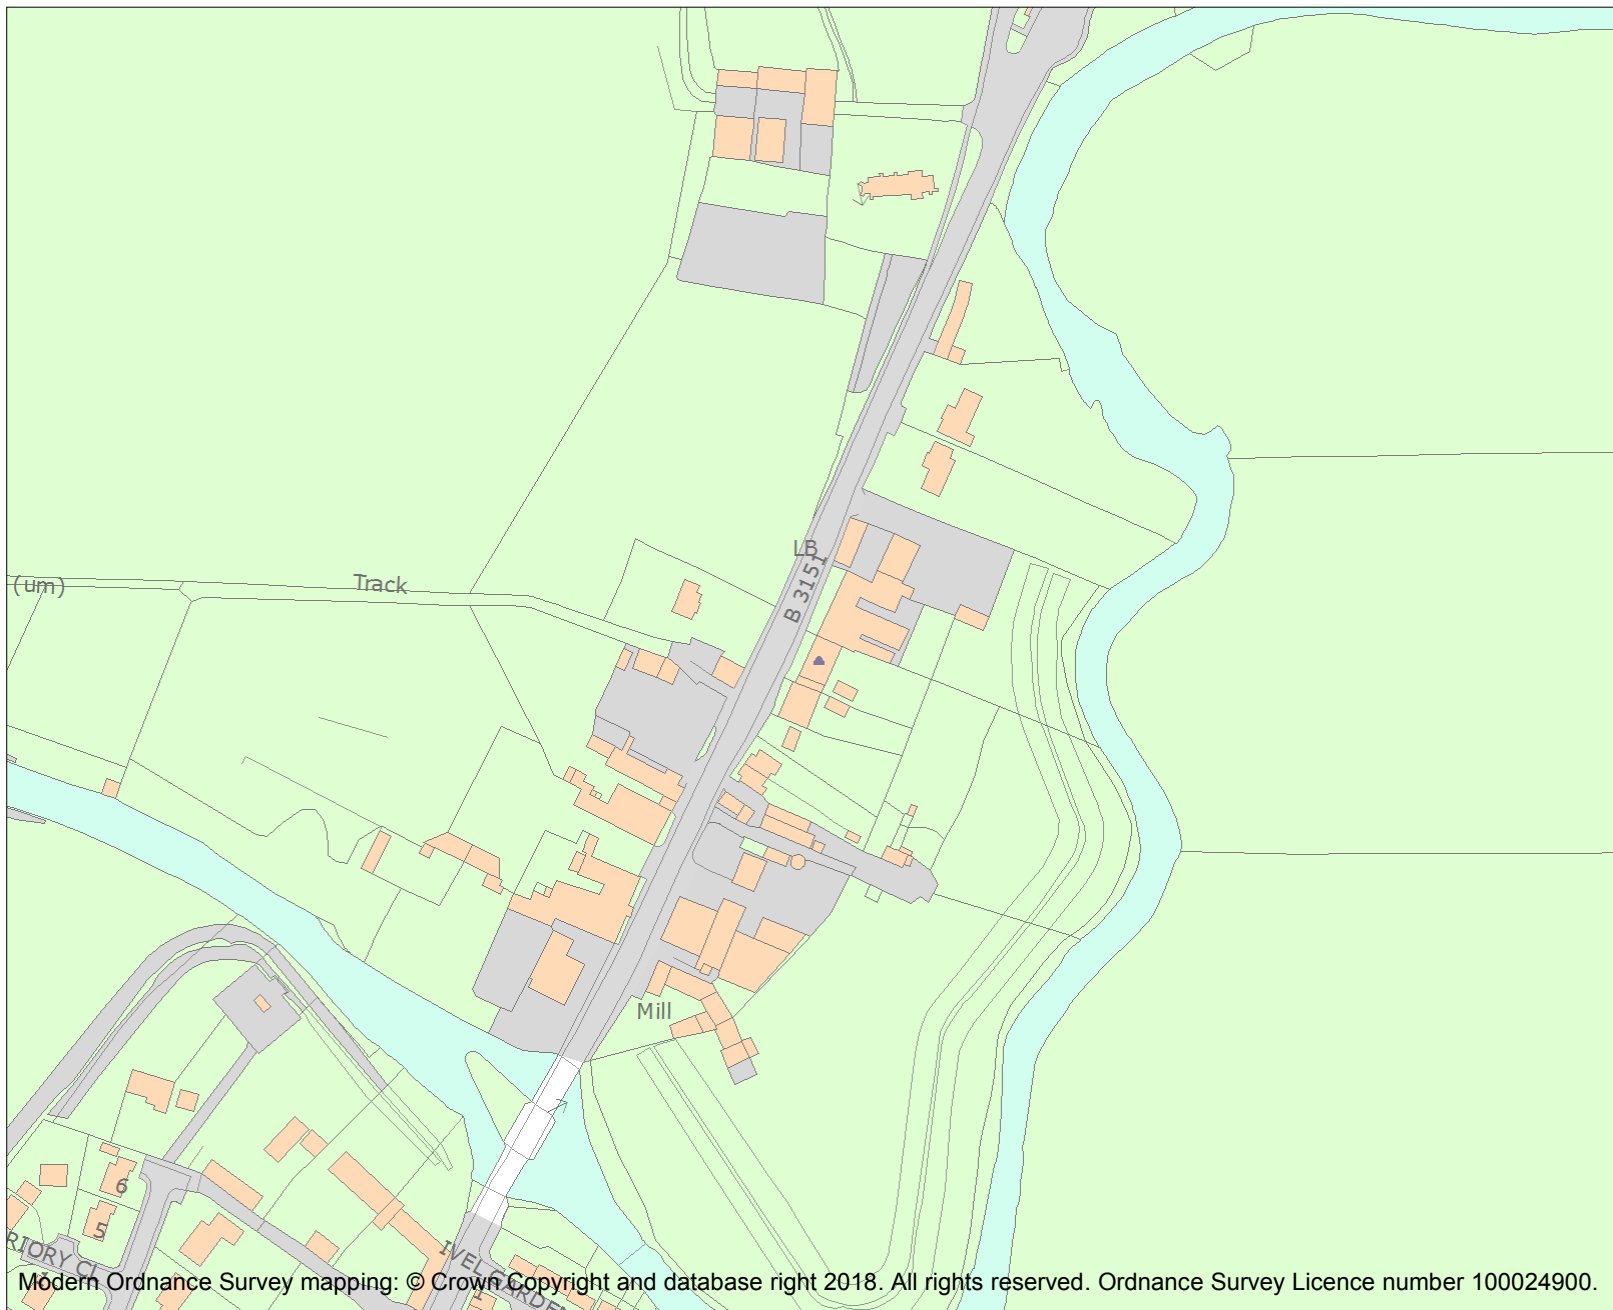 LB
B 3151
(um)
Track
Mill
6
5
RIORY Cl
IVEL GARDE
1
Modern Ordnance Survey mapping: © Crown Copyright and database right 2018. All rights reserved. Ordnance Survey Licence number 100024900.